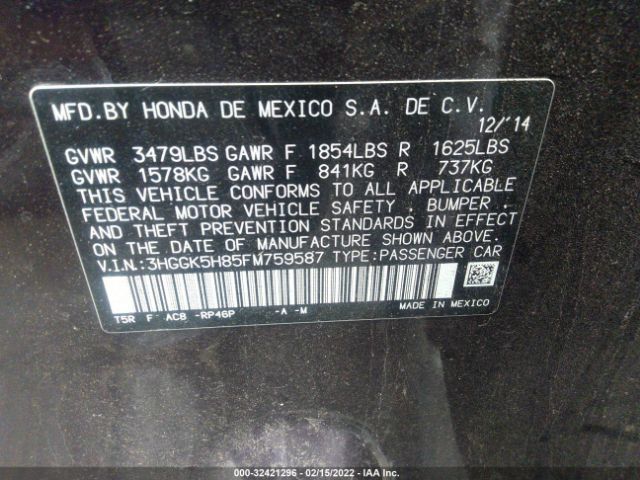 MFD.BY HONDA DE MEXICO S.A. DE C.V.
12/'14
GVWR 3479LBS GAWR F 1854LBS R 1625LBS
GVWR 1578KG GAWR F 841KG R 737KG
THIS VEHICLE CONFORMS TO ALL APPLICABLE
FEDERAL MOTOR VEHICLE SAFETY , BUMPER ,
AND THEFT PREVENTION STANDARDS IN EFFECT
ON THE DATE OF MANUFACTURE SHOWN ABOVE.
V.I.N.:3HGGK5H85FM759587 TYPE:PASSENGER CAR
T5R F ACB -RP46P -A -M MADE IN MEXICO
000-32421296 - 02/15/2022 - IAA Inc.